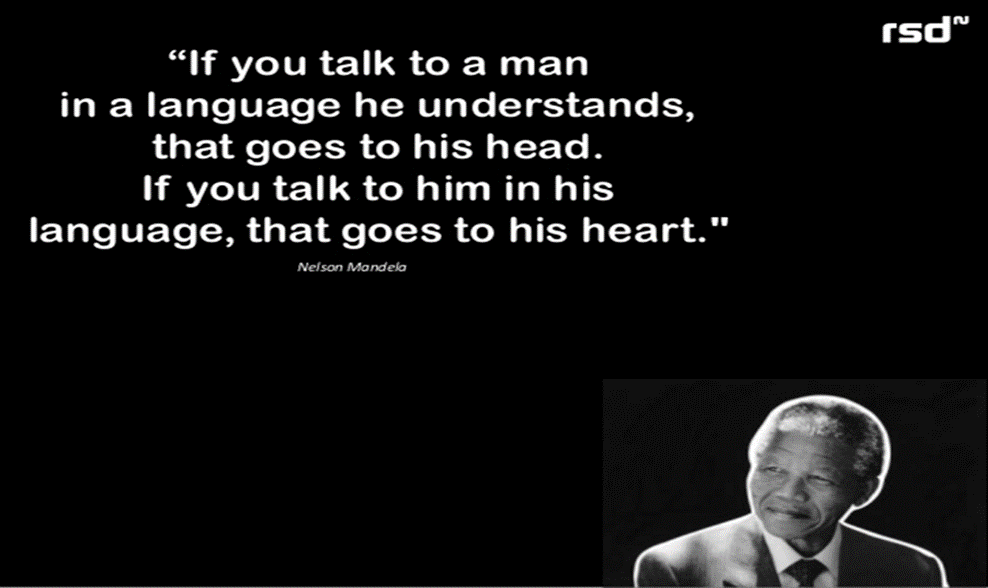 rsdᴺ
“If you talk to a man
in a language he understands,
that goes to his head.
If you talk to him in his
language, that goes to his heart."
Nelson Mandela